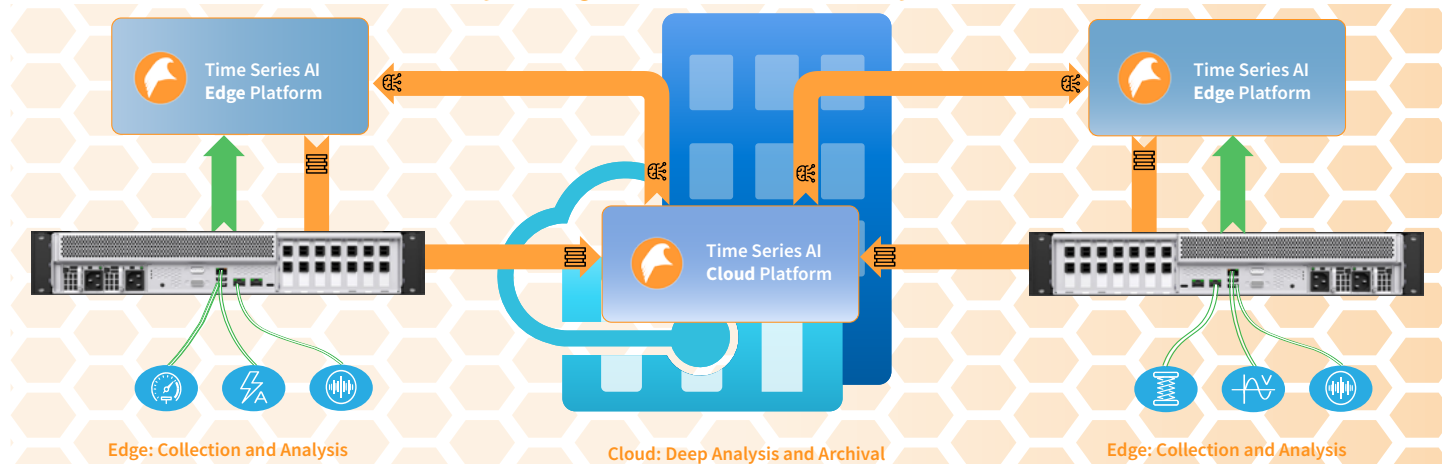 Time Series AI
Edge Platform
Time Series AI
Edge Platform
Time Series AI
Cloud Platform
A
V
Edge: Collection and Analysis
Cloud: Deep Analysis and Archival
Edge: Collection and Analysis